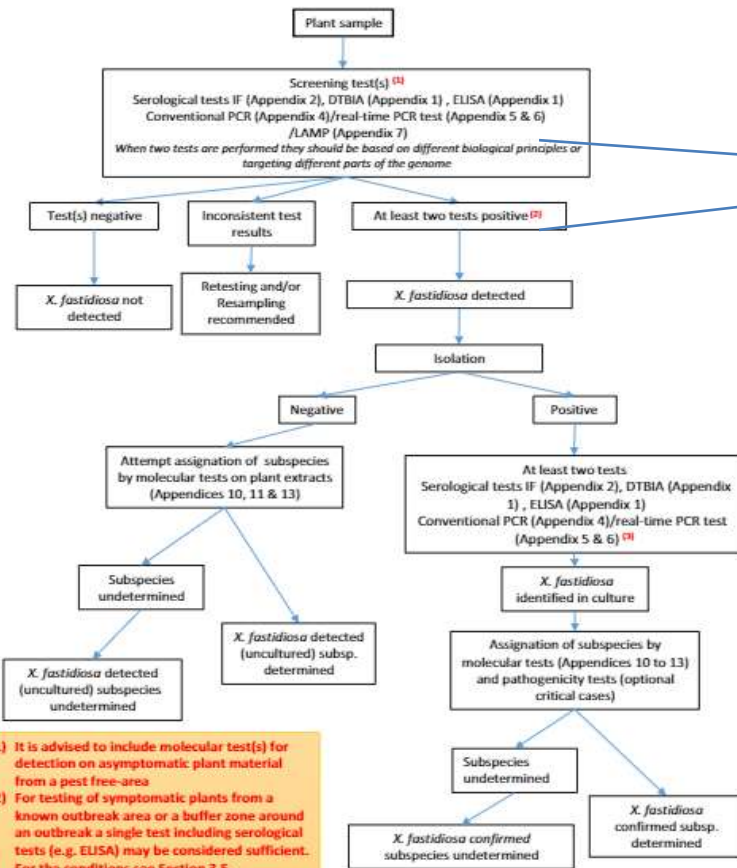 Plant sample
Screening test(s) (1)
Serological tests IF (Appendix 2), DTBIA (Appendix 1) , ELISA (Appendix 1)
Conventional PCR (Appendix 4)/real-time PCR test (Appendix 5 & 6)
/LAMP (Appendix 7)
When two tests are performed they should be based on different biological principles or
targeting different parts of the genome
Test(s) negative
Inconsistent test
results
At least two tests positive (2)
X. fastidiosa not
detected
Retesting and/or
Resampling
recommended
X. fastidiosa detected
Isolation
Negative
Positive
Attempt assignation of subspecies
by molecular tests on plant extracts
(Appendices 10, 11 & 13)
At least two tests
Serological tests IF (Appendix 2), DTBIA (Appendix
1) , ELISA (Appendix 1)
Conventional PCR (Appendix 4)/real-time PCR test
(Appendix 5 & 6) (3)
Subspecies
undetermined
X. fastidiosa detected
(uncultured) subsp.
determined
X. fastidiosa detected
(uncultured) subspecies
undetermined
X. fastidiosa
identified in culture
Assignation of subspecies by
molecular tests (Appendices 10 to 13)
and pathogenicity tests (optional
critical cases)
Subspecies
undetermined
X. fastidiosa
confirmed subsp.
determined
X. fastidiosa confirmed
subspecies undetermined
) It is advised to include molecular test(s) for
detection on asymptomatic plant material
from a pest free-area
) For testing of symptomatic plants from a
known outbreak area or a buffer zone around
an outbreak a single test including serological
tests (e.g. ELISA) may be considered sufficient.